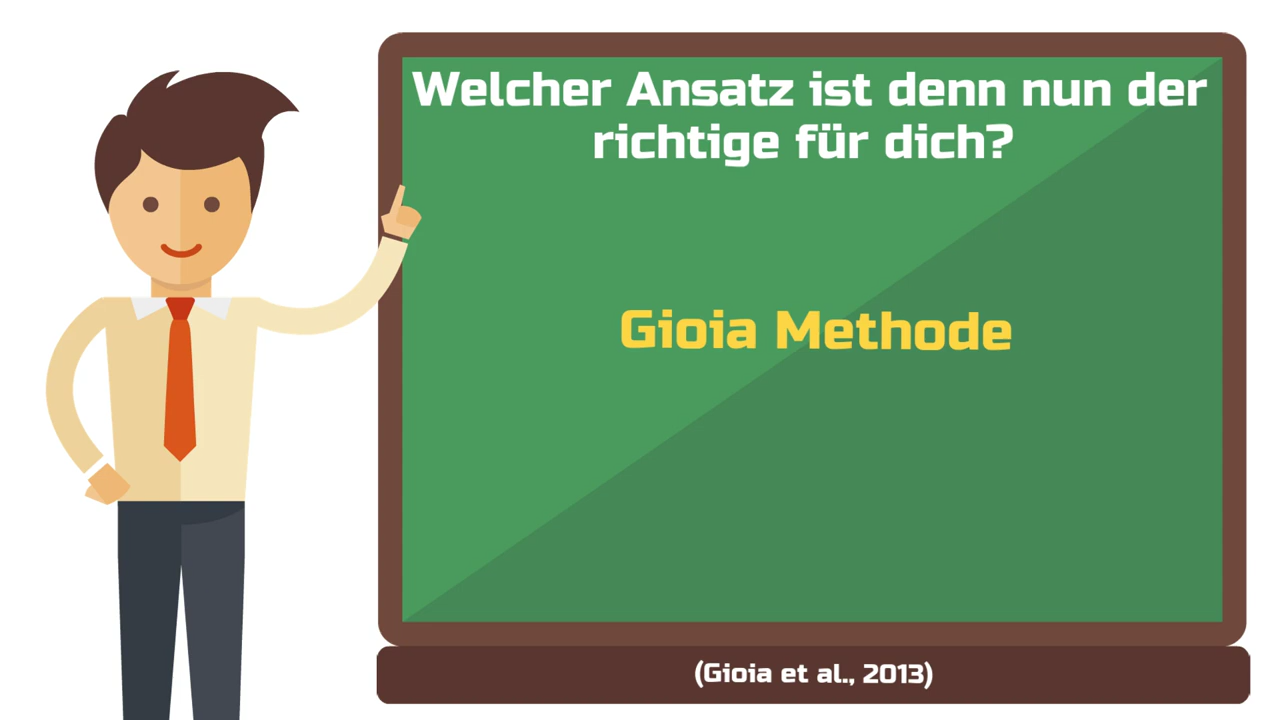 Welcher Ansatz ist denn nun der
richtige für dich?
Gioia Methode
(Gioia et al., 2013)